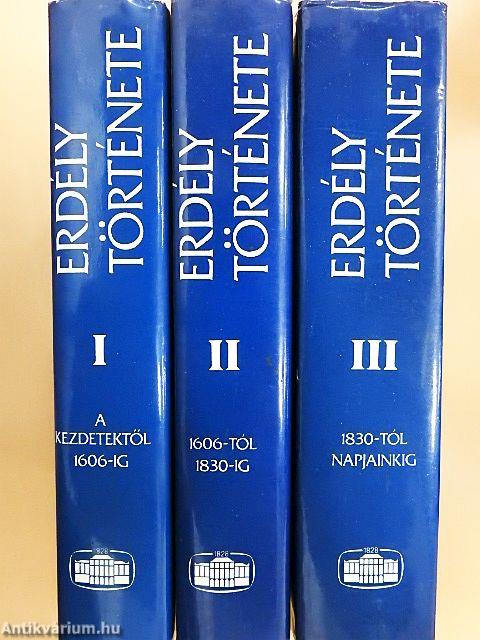 ERDÉLY
TÖRTÉNETE
I
A
KEZDETEKTŐL
1606-IG
1828
ERDÉLY
TÖRTÉNETE
II
1606-TÓL
1830-IG
1828
ERDÉLY
TÖRTÉNETE
III
1830-TÓL
NAPJAINKIG
1828
Antikvárium.hu